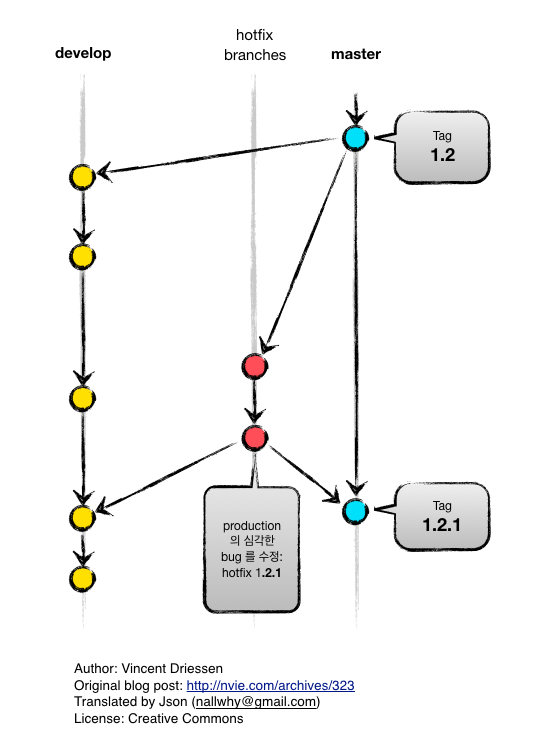 develop
hotfix
branches
master
Tag
1.2
Tag
1.2.1
production
의 심각한
bug 를 수정:
hotfix 1.2.1
Author: Vincent Driessen
Original blog post: http://nvie.com/archives/323
Translated by Json (nallwhy@gmail.com)
License: Creative Commons